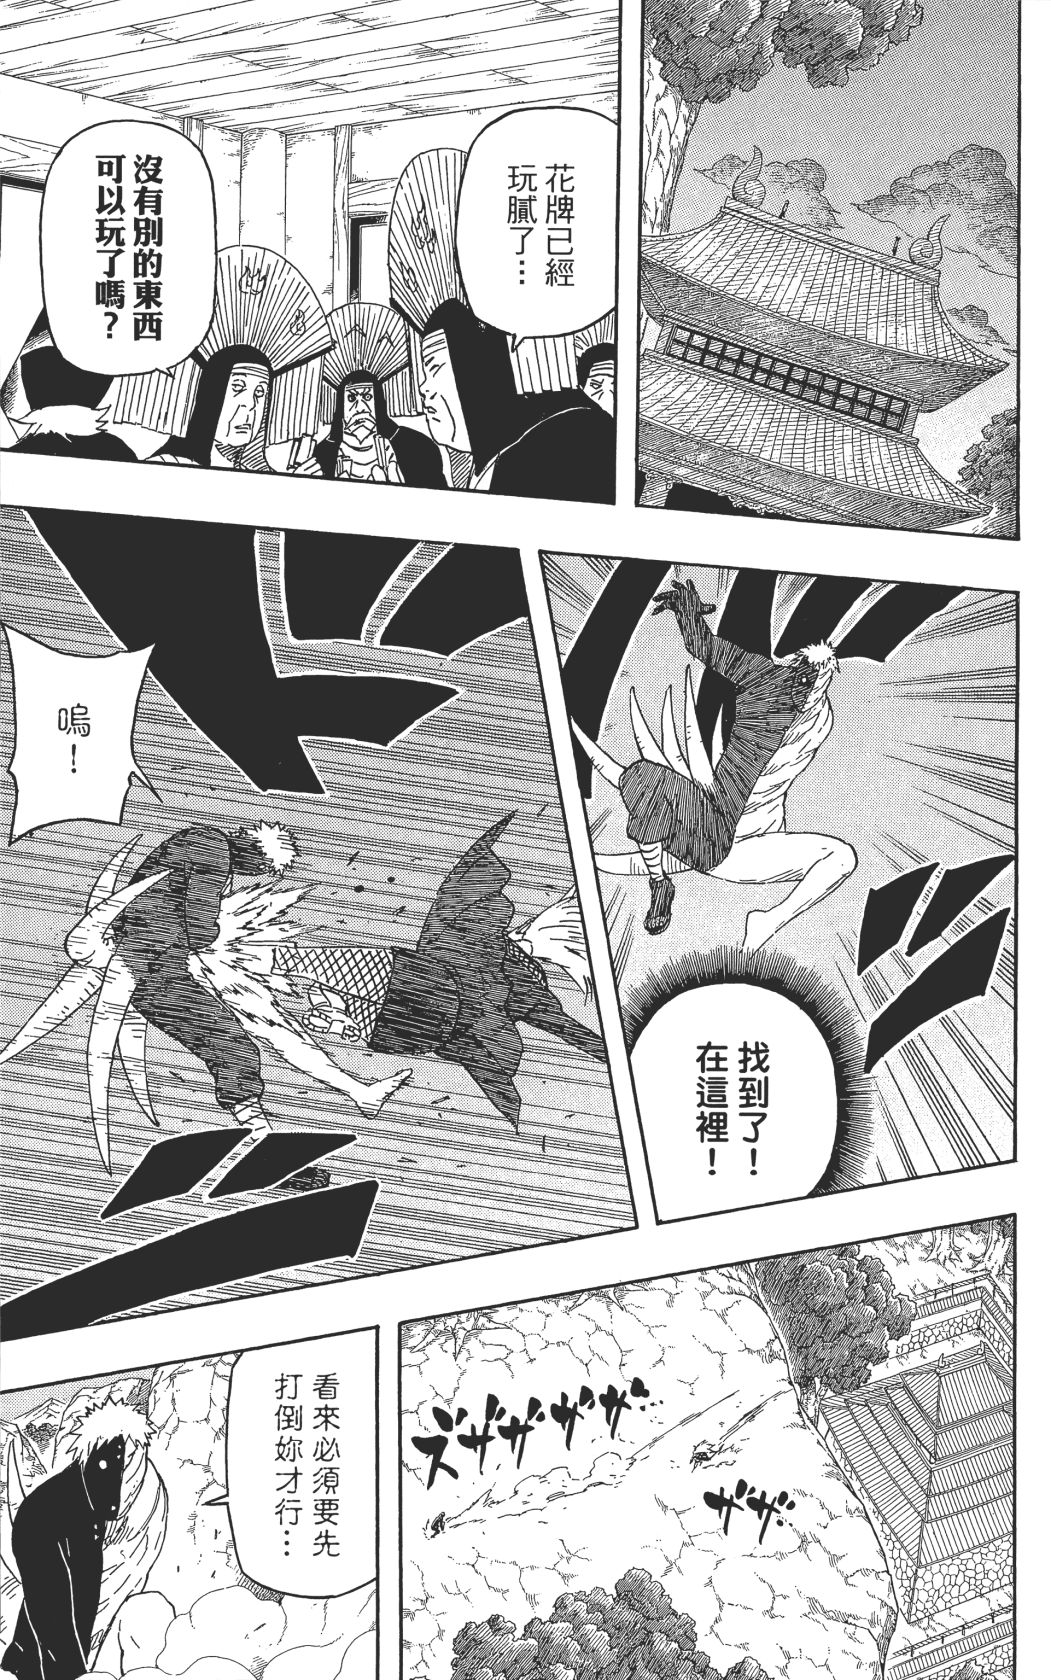 花牌已經
玩膩了…
沒有別的東西
可以玩了嗎？
找到了！
在這裡！
嗚！
ズザザザザ…
ザザ…
看來必須要先
打倒妳才行…